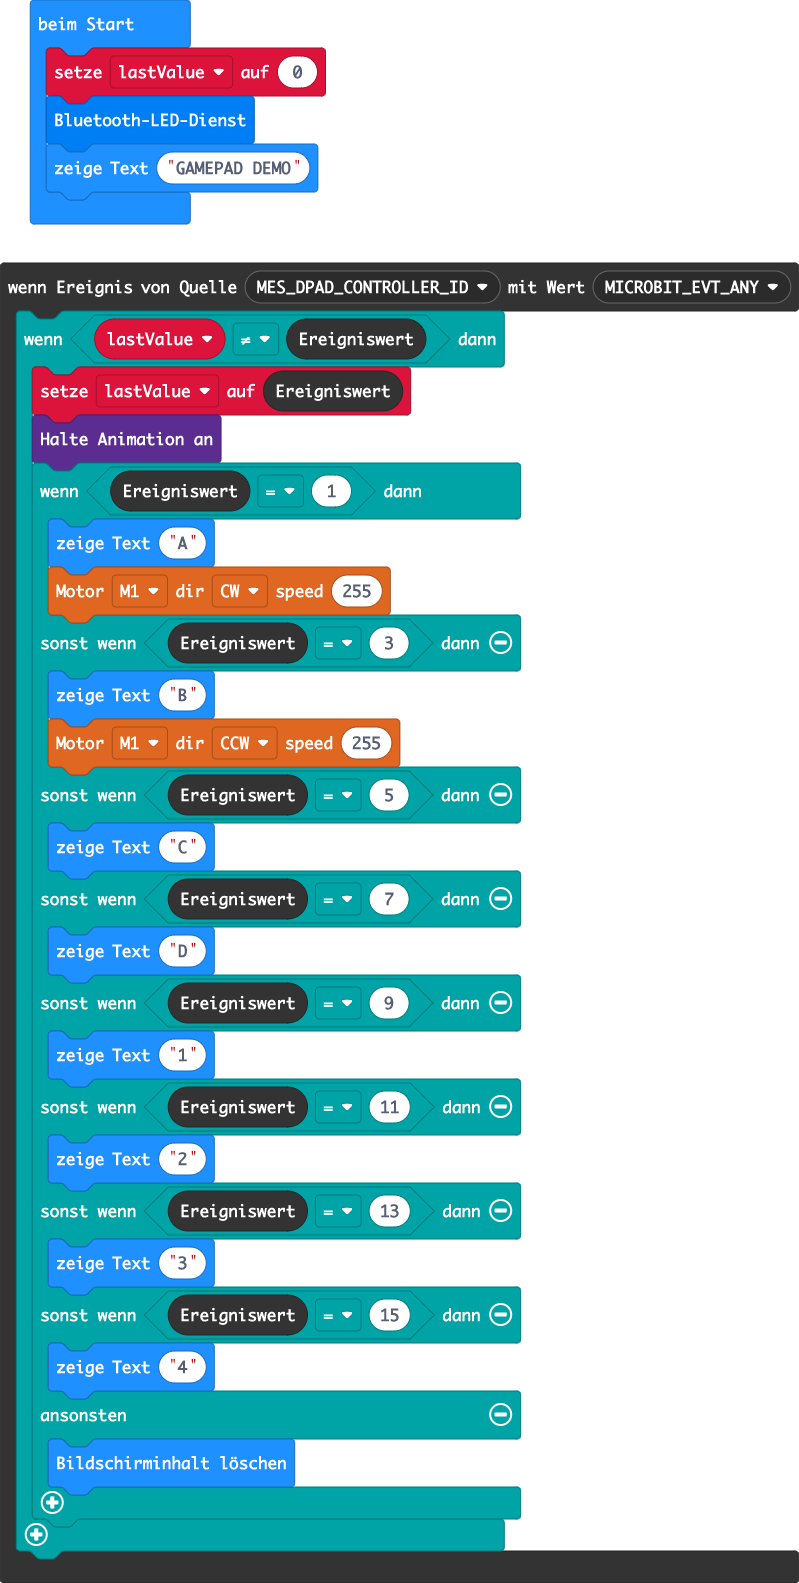 beim Start
setze lastValue auf 0
Bluetooth-LED-Dienst
zeige Text "GAMEPAD DEMO"
wenn Ereignis von Quelle MES_DPAD_CONTROLLER_ID mit Wert MICROBIT_EVT_ANY
wenn lastValue ≠ Ereigniswert dann
setze lastValue auf Ereigniswert
Halte Animation an
wenn Ereigniswert = 1 dann
zeige Text "A"
Motor M1 dir CW speed 255
sonst wenn Ereigniswert = 3 dann
zeige Text "B"
Motor M1 dir CCW speed 255
sonst wenn Ereigniswert = 5 dann
zeige Text "C"
sonst wenn Ereigniswert = 7 dann
zeige Text "D"
sonst wenn Ereigniswert = 9 dann
zeige Text "1"
sonst wenn Ereigniswert = 11 dann
zeige Text "2"
sonst wenn Ereigniswert = 13 dann
zeige Text "3"
sonst wenn Ereigniswert = 15 dann
zeige Text "4"
ansonsten
Bildschirminhalt löschen